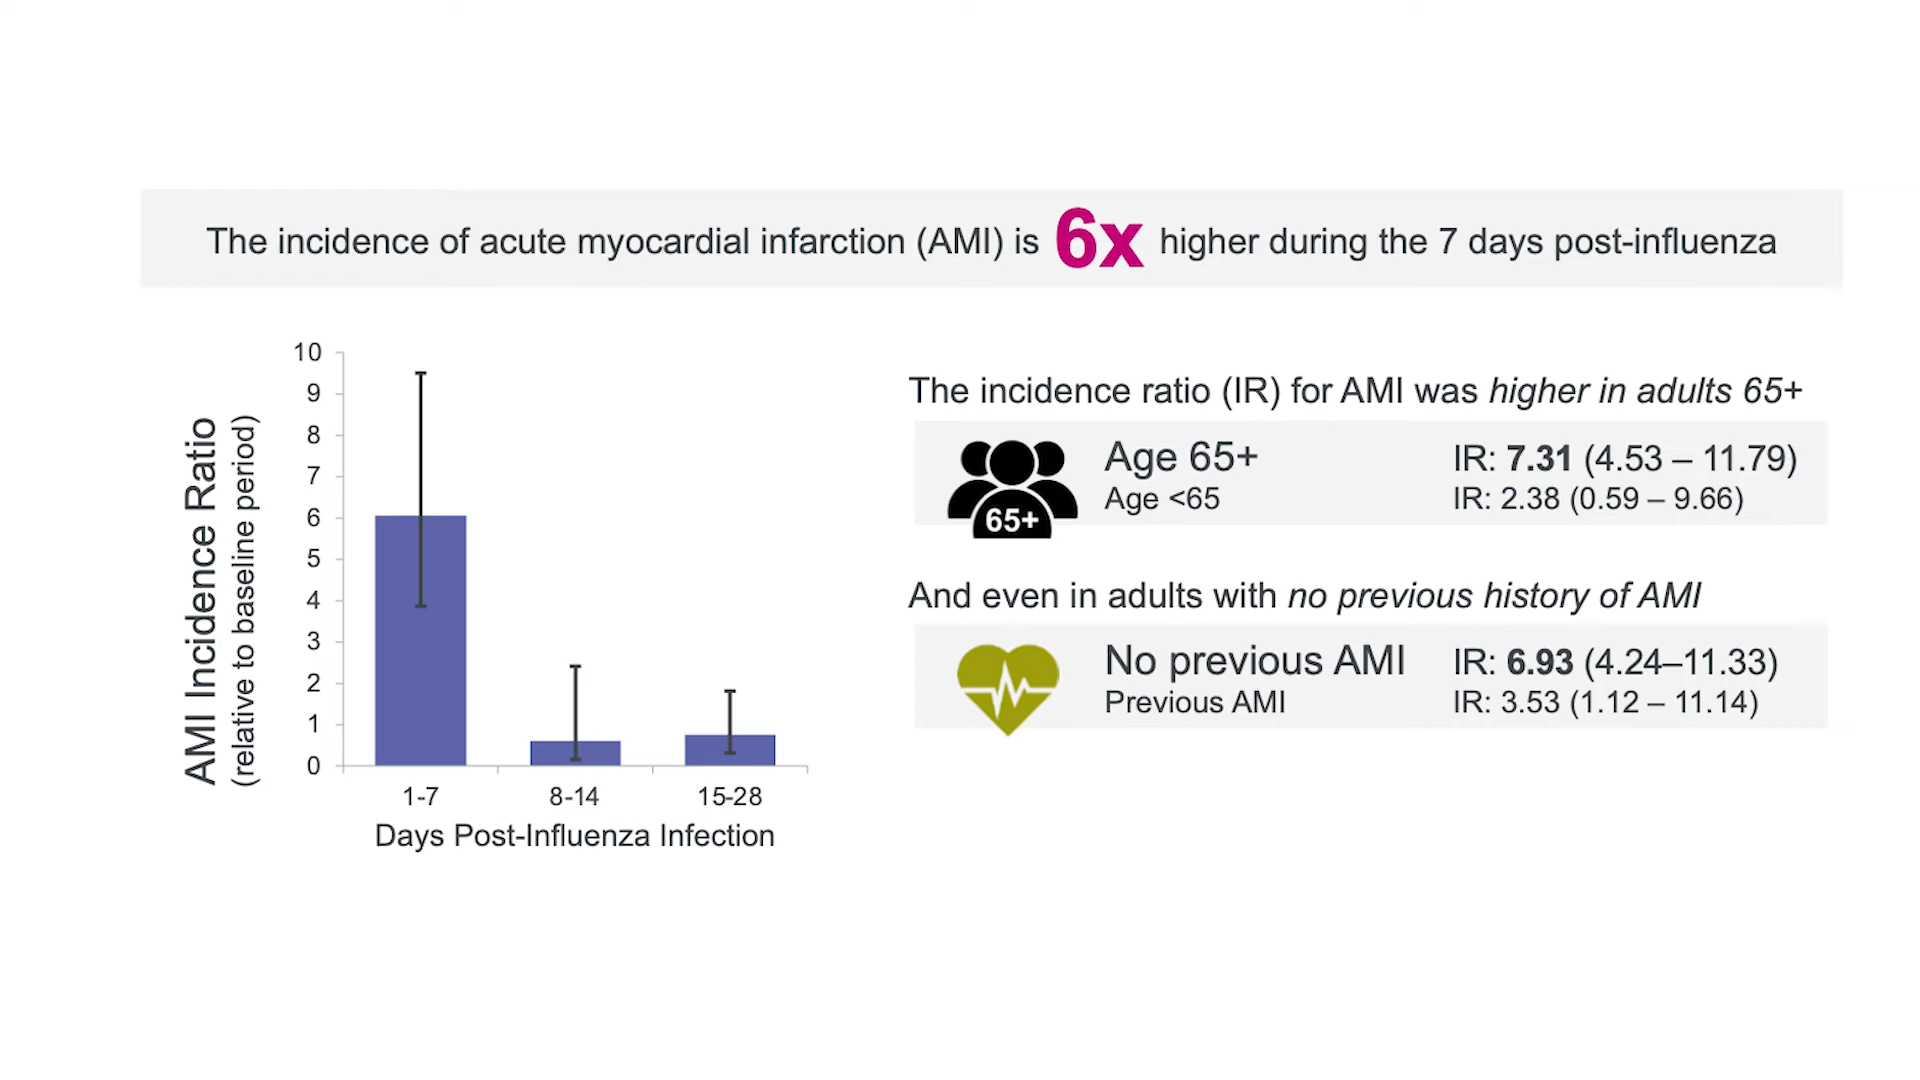 The incidence of acute myocardial infarction (AMI) is 6x higher during the 7 days post-influenza
AMI Incidence Ratio
(relative to baseline period)
10
9
8
7
6
5
4
3
2
1
0
1-7 8-14 15-28
Days Post-Influenza Infection
The incidence ratio (IR) for AMI was higher in adults 65+
65+
Age 65+ IR: 7.31 (4.53 – 11.79)
Age <65 IR: 2.38 (0.59 – 9.66)
And even in adults with no previous history of AMI
No previous AMI IR: 6.93 (4.24–11.33)
Previous AMI IR: 3.53 (1.12 – 11.14)